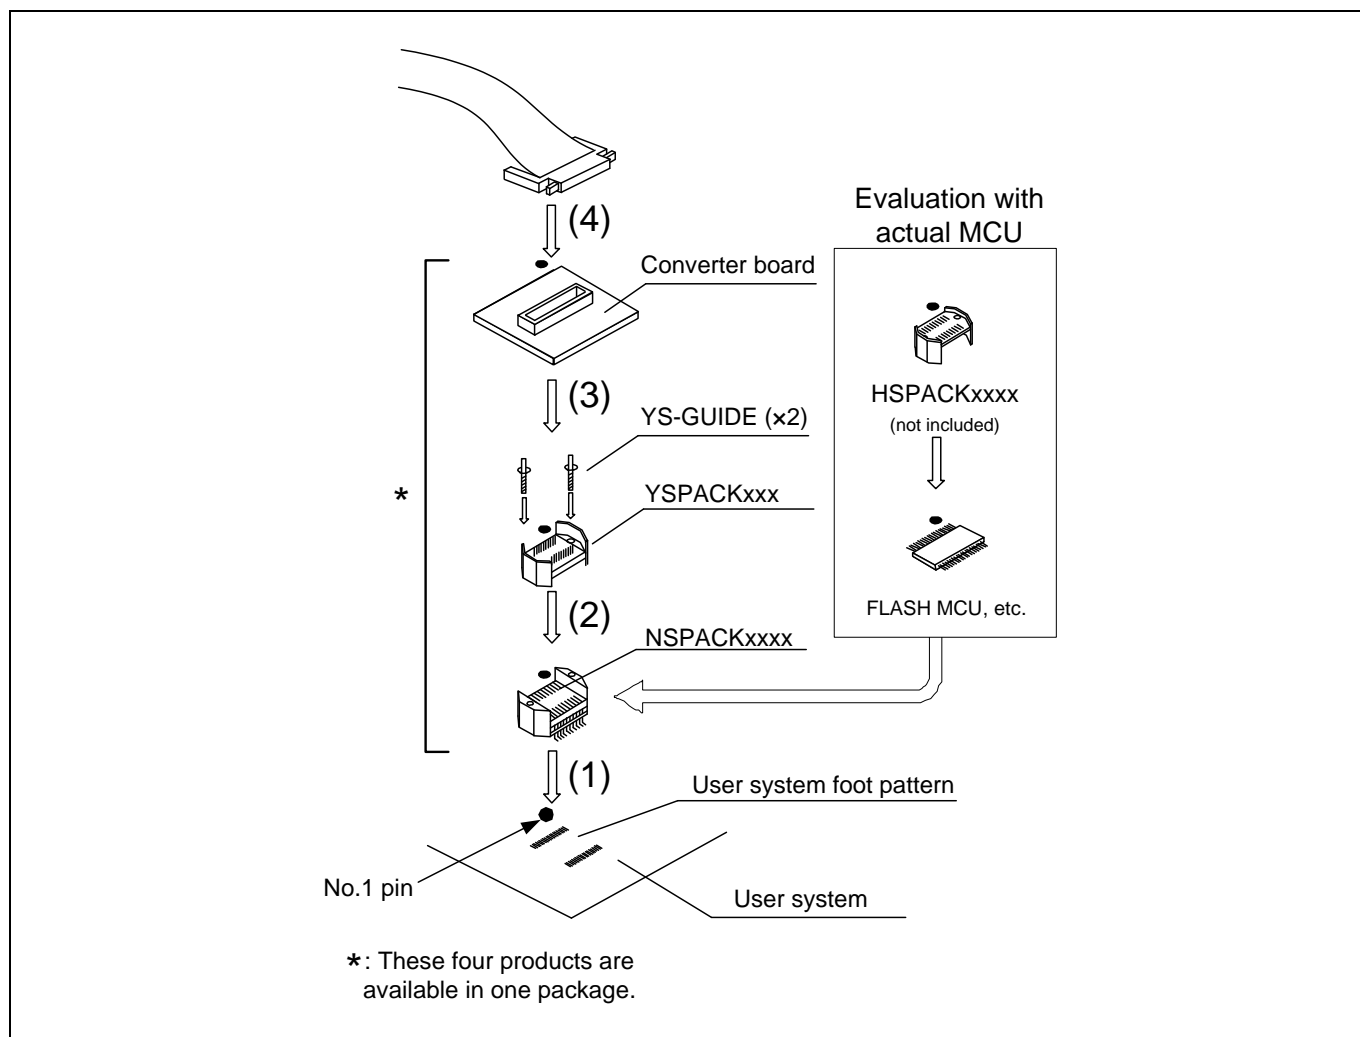 (4)
Evaluation with
actual MCU
Converter board
(3)
HSPACKxxxx
(not included)
YS-GUIDE (×2)
*
YSPACKxxx
(2)
FLASH MCU, etc.
NSPACKxxxx
(1)
User system foot pattern
No.1 pin
User system
*: These four products are
available in one package.